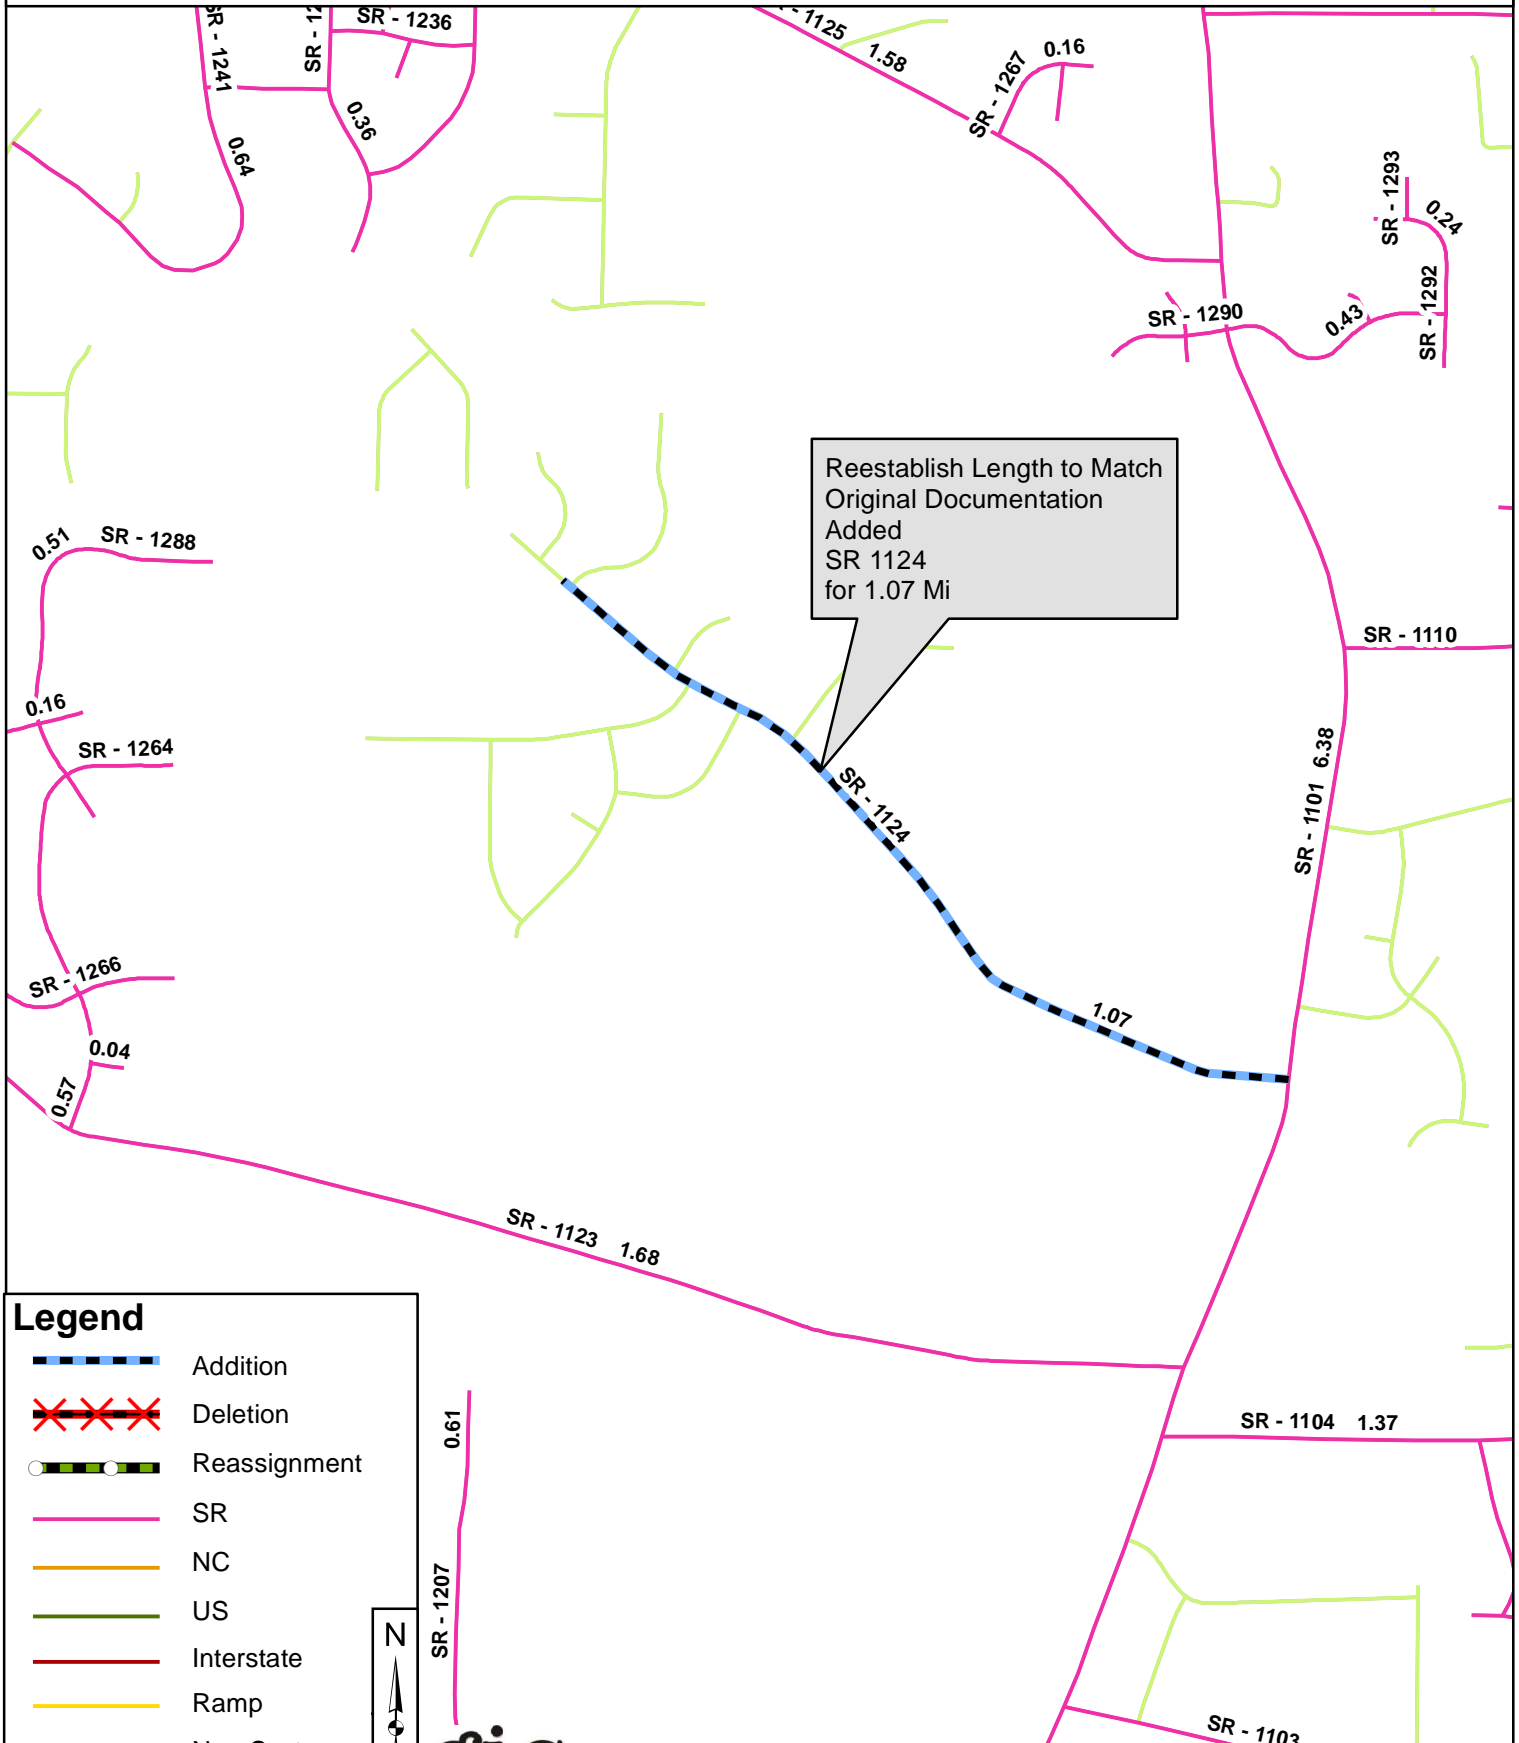 SR - 1241
SR - 12
SR - 1236
0.36
0.64
- 1125
1.58
SR - 1267
0.16
SR - 1293
0.24
SR - 1290
0.43
SR - 1292
Reestablish Length to Match
Original Documentation
Added
SR 1124
for 1.07 Mi
0.51
SR - 1288
SR - 1110
0.16
SR - 1264
SR - 1124
SR - 1101 6.38
SR - 1266
1.07
0.04
0.57
SR - 1123 1.68
Legend
Addition
Deletion
Reassignment
SR
NC
US
Interstate
Ramp
N
0.61
SR - 1207
SR - 1104 1.37
SR - 1103